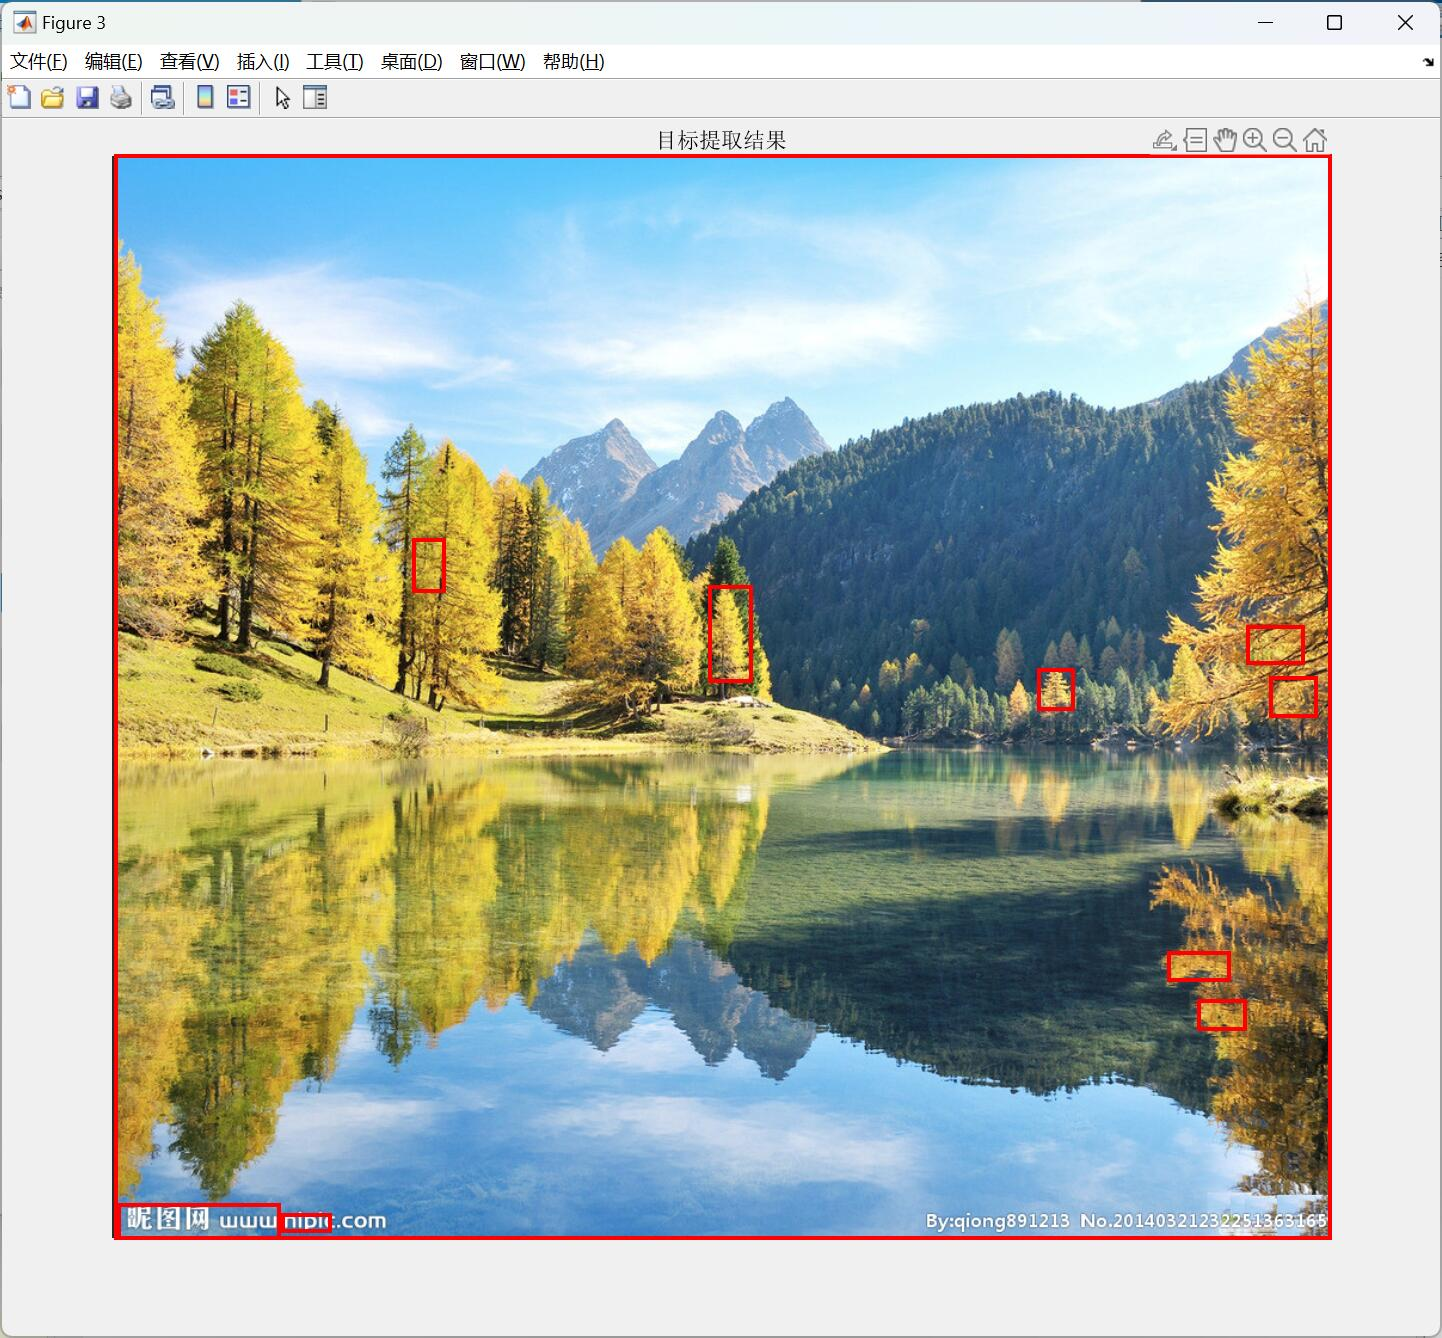 Figure 3
文件(F) 编辑(E) 查看(V) 插入(I) 工具(T) 桌面(D) 窗口(W) 帮助(H)
目标提取结果
昵图网 www.nipic.com
By:qiong891213 No.20140321232251363165